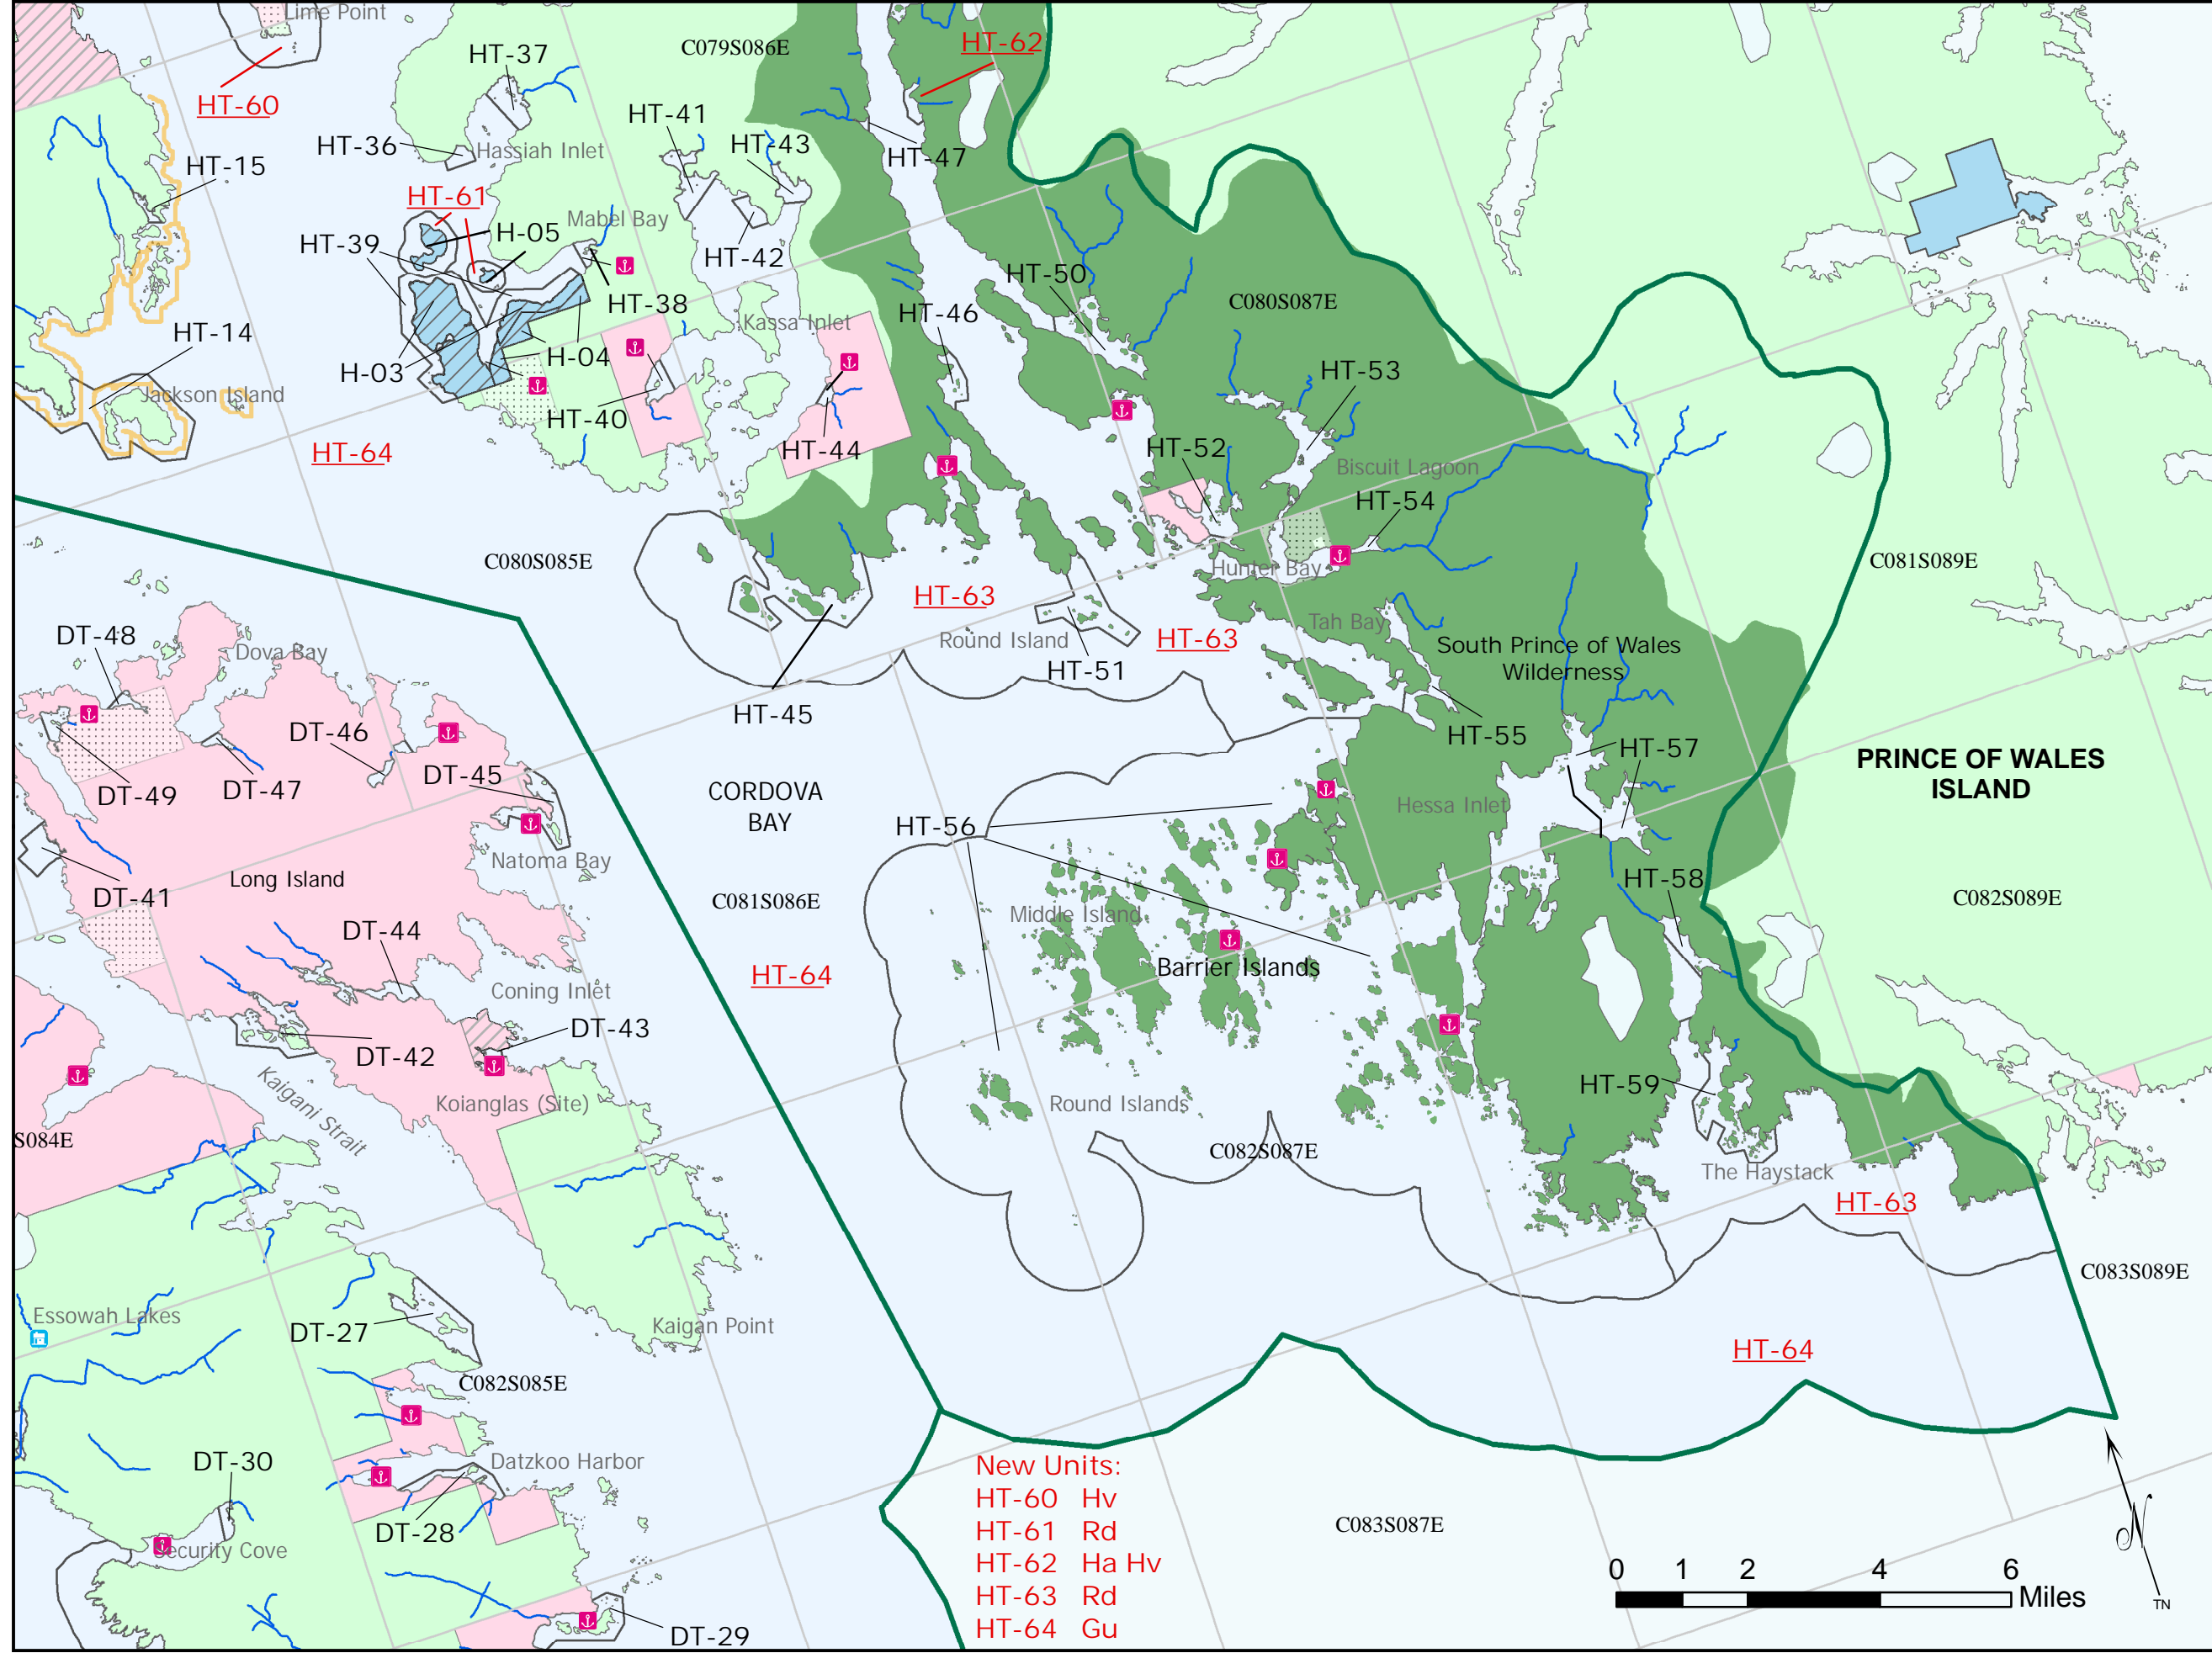 Lime Point
C079S086E
HT-62
HT-37
HT-60
HT-41
HT-36
Hassiah Inlet
HT-43
HT-47
HT-15
HT-61
Mabel Bay
H-05
HT-39
HT-42
HT-50
C080S087E
HT-38
HT-46
Kassa Inlet
HT-14
H-04
H-03
HT-53
Jackson Island
HT-40
HT-44
HT-52
HT-64
Biscuit Lagoon
HT-54
C080S085E
C081S089E
Hunter Bay
HT-63
Tah Bay
DT-48
Round Island
HT-63
South Prince of Wales
Wilderness
Dova Bay
HT-51
HT-45
DT-46
HT-55
HT-57
PRINCE OF WALES
ISLAND
DT-45
DT-49
DT-47
CORDOVA
BAY
Hessa Inlet
HT-56
Natoma Bay
Long Island
HT-58
DT-41
C081S086E
C082S089E
Middle Island
DT-44
Barrier Islands
HT-64
Coning Inlet
DT-43
DT-42
HT-59
Kaigani Strait
Koianglas (Site)
Round Islands
S084E
C082S087E
The Haystack
HT-63
C083S089E
Essowah Lakes
DT-27
Kaigan Point
HT-64
C082S085E
DT-30
Datzkoo Harbor
New Units:
HT-60 Hv
HT-61 Rd
HT-62 Ha Hv
HT-63 Rd
HT-64 Gu
DT-28
C083S087E
Security Cove
N
0 1 2 4 6
Miles
TN
DT-29